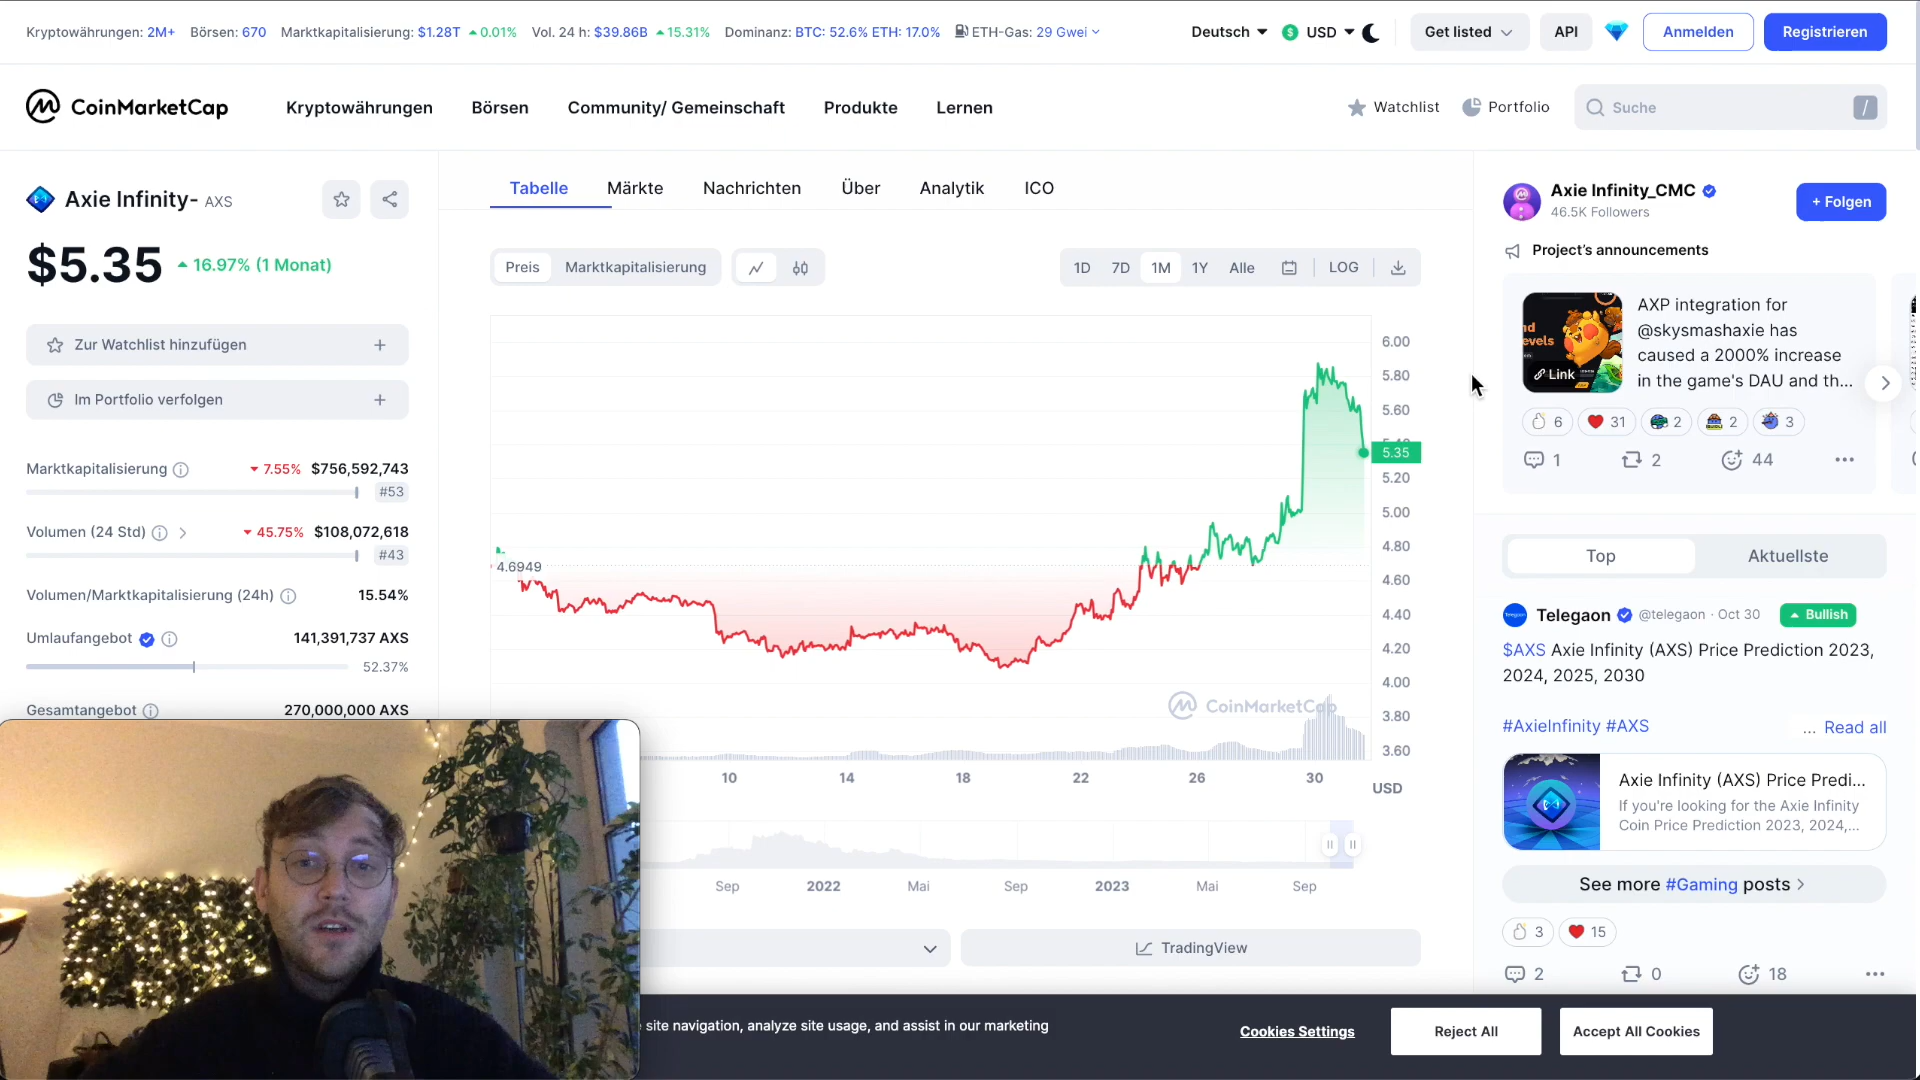 Kryptowährungen: 2M+ Börsen: 670 Marktkapitalisierung: $1.28T 0.01% Vol. 24 h: $39.86B 15.31% Dominanz: BTC: 52.6% ETH: 17.0% ETH-Gas: 29 Gwei
Deutsch USD Get listed API Anmelden Registrieren
CoinMarketCap Kryptowährungen Börsen Community/ Gemeinschaft Produkte Lernen
Watchlist Portfolio Suche /
Axie Infinity- AXS
$5.35 16.97% (1 Monat)
Zur Watchlist hinzufügen +
Im Portfolio verfolgen +
Marktkapitalisierung 7.55% $756,592,743
#53
Volumen (24 Std) 45.75% $108,072,618
#43
Volumen/Marktkapitalisierung (24h) 15.54%
Umlaufangebot 141,391,737 AXS
52.37%
Gesamtangebot 270,000,000 AXS
Tabelle Märkte Nachrichten Über Analytik ICO
Preis Marktkapitalisierung
1D 7D 1M 1Y Alle LOG
6.00
5.80
5.60
5.40
5.35
5.20
5.00
4.80
4.6949
4.60
4.40
4.20
4.00
3.80
3.60
CoinMarketCap
10 14 18 22 26 30
USD
Sep 2022 Mai Sep 2023 Mai Sep
TradingView
Axie Infinity_CMC
46.5K Followers
+ Folgen
Project's announcements
Link
AXP integration for
@skysmashaxie has
caused a 2000% increase
in the game's DAU and th...
6 31 2 2 3
1 2 44
Top Aktuellste
Telegaon @telegaon · Oct 30 Bullish
$AXS Axie Infinity (AXS) Price Prediction 2023,
2024, 2025, 2030
#AxieInfinity #AXS ... Read all
Axie Infinity (AXS) Price Predi...
If you're looking for the Axie Infinity
Coin Price Prediction 2023, 2024,...
See more #Gaming posts
3 15
2 0 18
site navigation, analyze site usage, and assist in our marketing
Cookies Settings Reject All Accept All Cookies